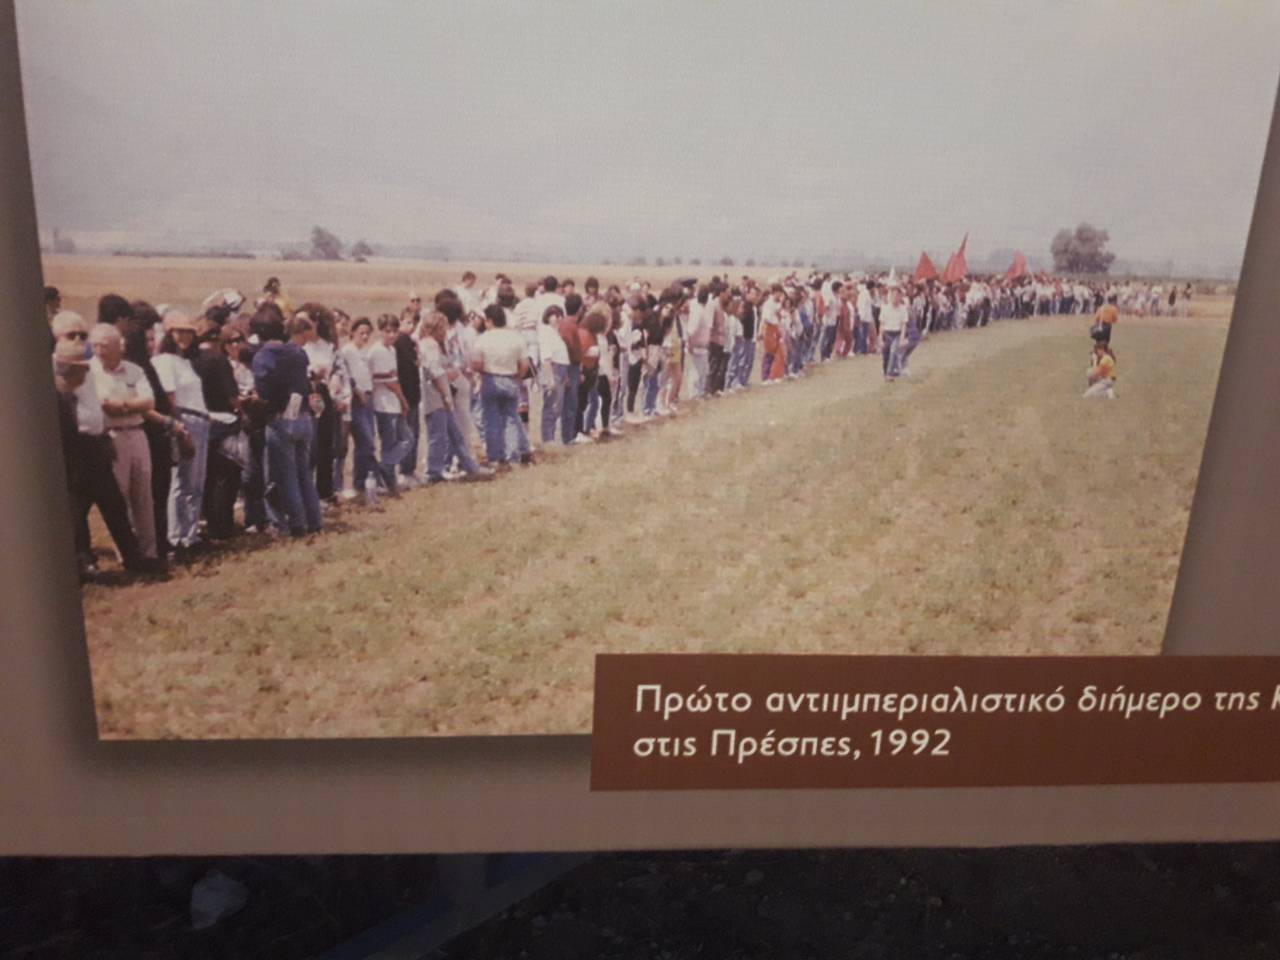 Πρώτο αντιιμπεριαλιστικό διήμερο της
στις Πρέσπες, 1992